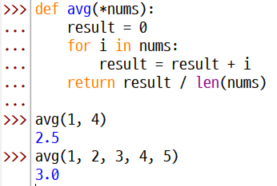 >>> def avg(*nums):
...     result = 0
...     for i in nums:
...         result = result + i
...     return result / len(nums)
...
>>> avg(1, 4)
2.5
>>> avg(1, 2, 3, 4, 5)
3.0